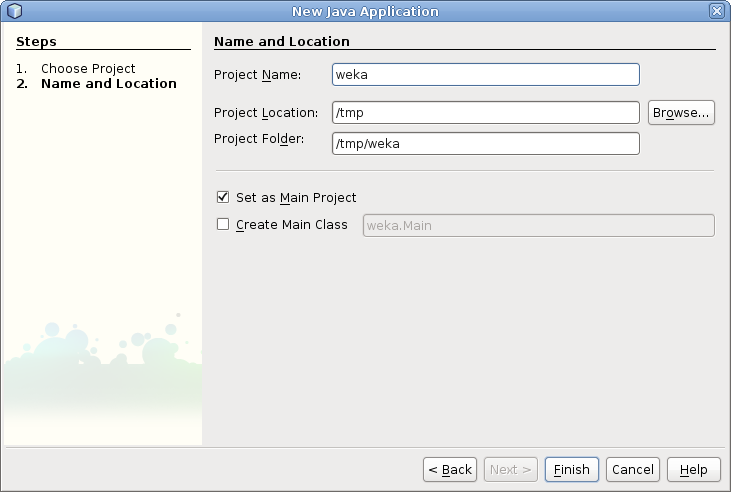 New Java Application
Steps
1. Choose Project
2. Name and Location
Name and Location
Project Name: weka
Project Location: /tmp Browse...
Project Folder: /tmp/weka
Set as Main Project
Create Main Class weka.Main
< Back Next > Finish Cancel Help